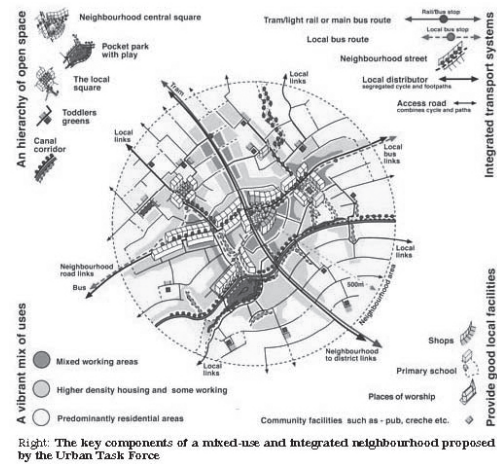 An hierarchy of open space
Neighbourhood central square
Pocket park
with play
The local
square
Toddlers
greens
Canal
corridor
Integrated transport systems
Rail/Bus stop
Tram/light rail or main bus route
Local bus stop
Local bus route
Neighbourhood street
Local distributor
segregated cycle and footpaths
Access road
combines cycle and paths
Tram
Local
links
Local
links
Local
bus
links
Local
links
Neighbourhood
road links
Bus
500m
Neighbourhood area
Local
links
Neighbourhood
to district links
A vibrant mix of uses
Mixed working areas
Higher density housing and some working
Predominantly residential areas
Provide good local facilities
Shops
Primary school
Places of worship
Community facilities such as - pub, creche etc.
Right: The key components of a mixed-use and integrated neighbourhood proposed
by the Urban Task Force